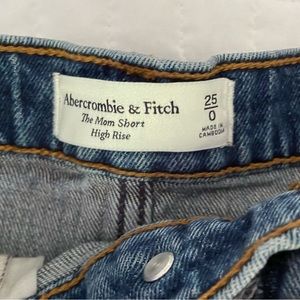 Abercrombie & Fitch
The Mom Short
High Rise
25
0
MADE IN
CAMBODIA